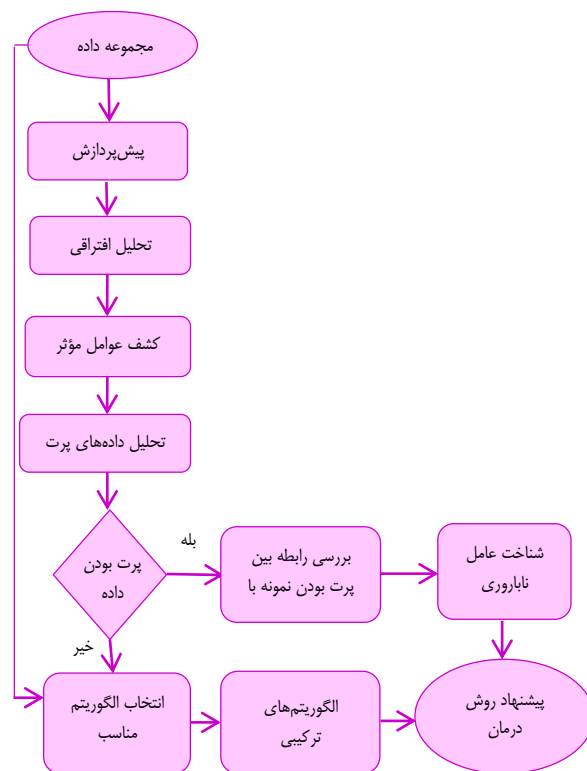 مجموعه داده
پیش‌پردازش
تحلیل افتراقی
کشف عوامل مؤثر
تحلیل داده‌های پرت
پرت بودن
داده
بله
بررسی رابطه بین
پرت بودن نمونه با
شناخت عامل
ناباروری
خیر
انتخاب الگوریتم
مناسب
الگوریتم‌های
ترکیبی
پیشنهاد روش
درمان